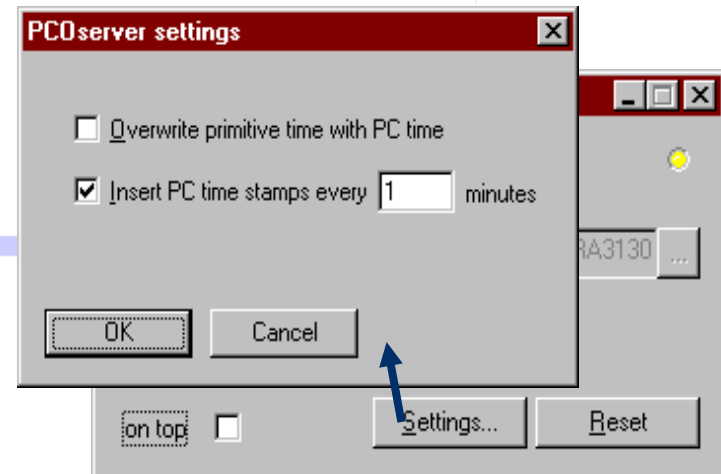 PCOserver settings
Overwrite primitive time with PC time
Insert PC time stamps every 1 minutes
RA3130 ...
OK Cancel
on top Settings... Reset